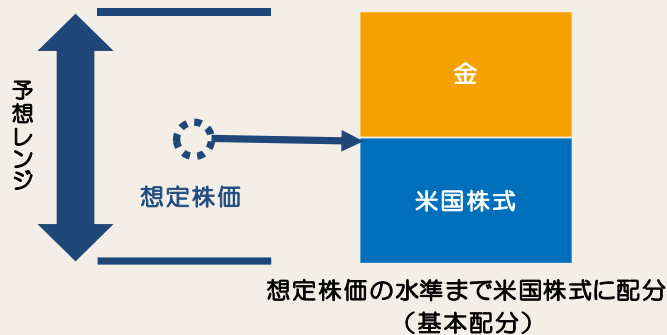 予想レンジ
金
想定株価
米国株式
想定株価の水準まで米国株式に配分
（基本配分）